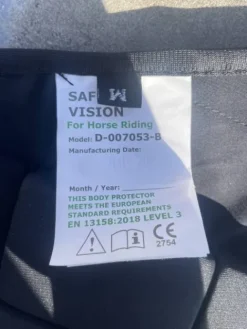 M
SAF
VISION
For Horse Riding
Model: D-007053-B
Manufacturing Date:
Month / Year:
THIS BODY PROTECTOR
MEETS THE EUROPEAN
STANDARD REQUIREMENTS
EN 13158:2018 LEVEL 3
CE
2754